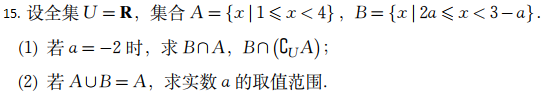 15. 设全集 U = R，集合 A = {x | 1 ⩽ x < 4}，B = {x | 2a ⩽ x < 3 − a}.
(1) 若 a = −2 时，求 B∩A，B∩(∁UA)；
(2) 若 A∪B = A，求实数 a 的取值范围.